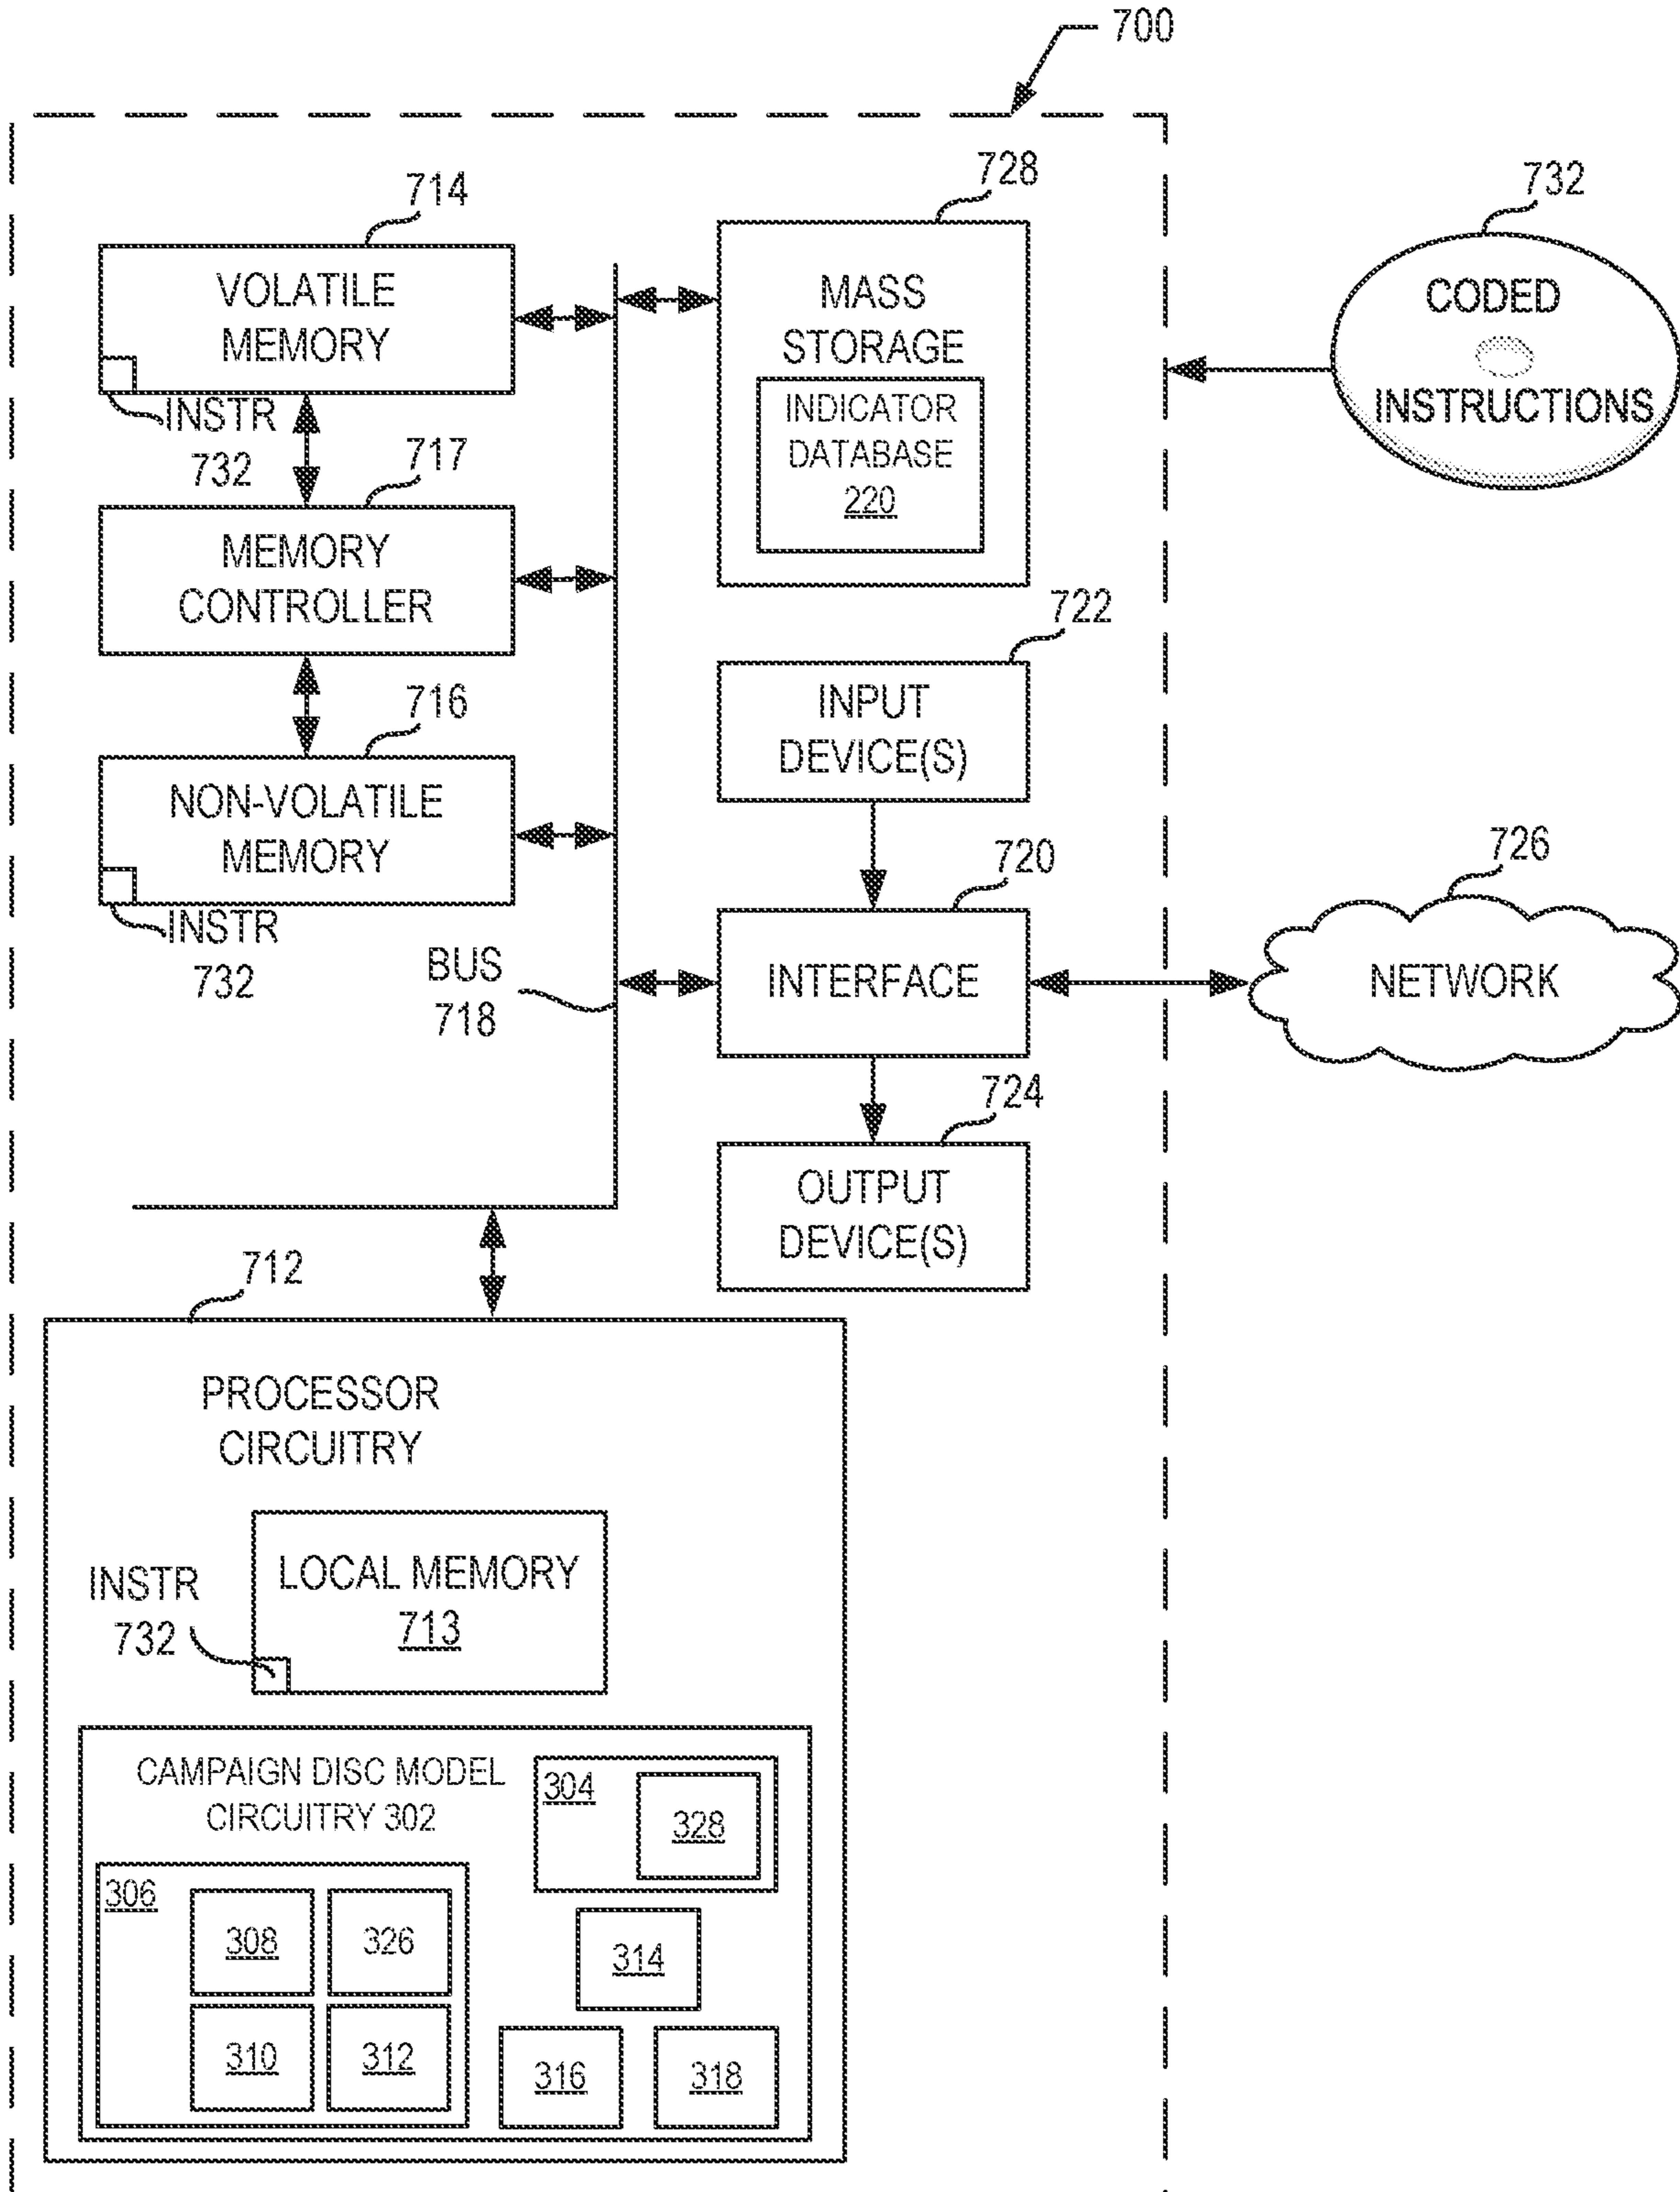 700
714
VOLATILE
MEMORY
INSTR
732
717
MEMORY
CONTROLLER
716
NON-VOLATILE
MEMORY
INSTR
732
BUS
718
728
MASS
STORAGE
INDICATOR
DATABASE
220
722
INPUT
DEVICE(S)
720
INTERFACE
724
OUTPUT
DEVICE(S)
732
CODED
INSTRUCTIONS
726
NETWORK
712
PROCESSOR
CIRCUITRY
LOCAL MEMORY
713
INSTR
732
CAMPAIGN DISC MODEL
CIRCUITRY 302
304
328
306
308
326
310
312
314
316
318